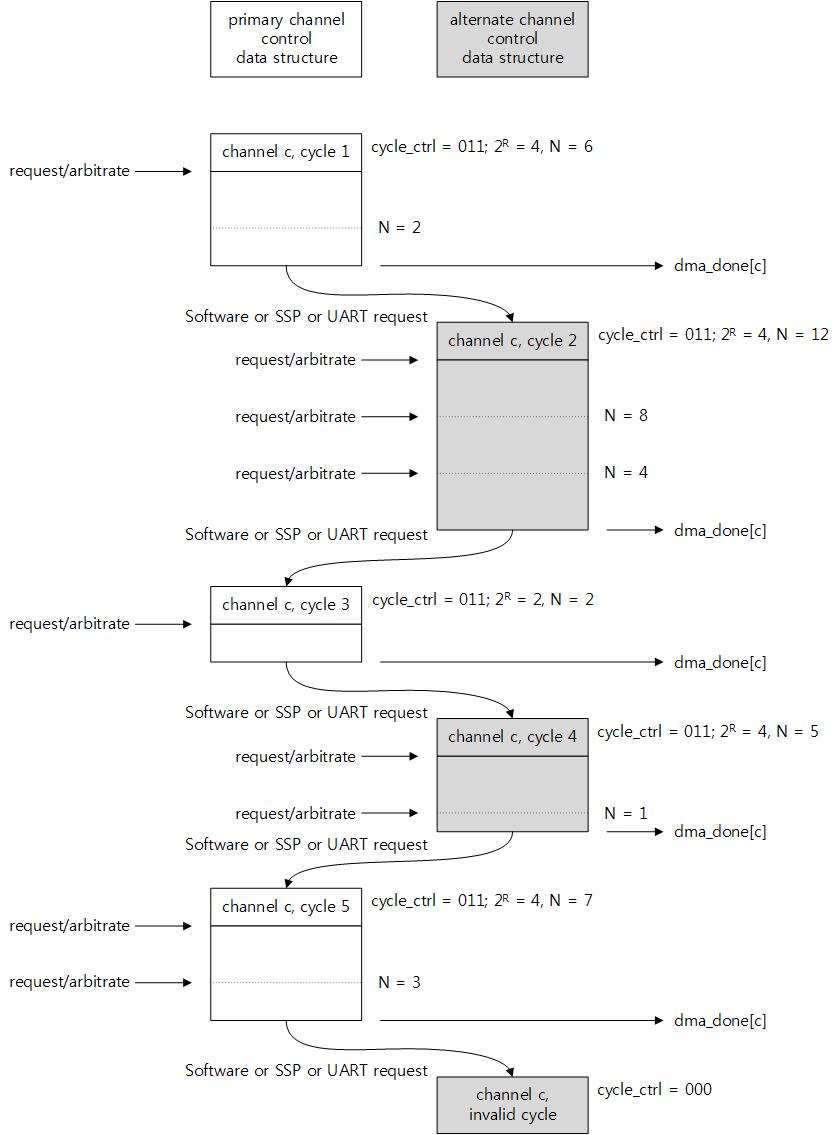 primary channel
control
data structure
alternate channel
control
data structure
channel c, cycle 1
cycle_ctrl = 011; 2ᴿ = 4, N = 6
request/arbitrate
N = 2
dma_done[c]
Software or SSP or UART request
channel c, cycle 2
cycle_ctrl = 011; 2ᴿ = 4, N = 12
request/arbitrate
request/arbitrate
N = 8
request/arbitrate
N = 4
Software or SSP or UART request
dma_done[c]
channel c, cycle 3
cycle_ctrl = 011; 2ᴿ = 2, N = 2
request/arbitrate
dma_done[c]
Software or SSP or UART request
channel c, cycle 4
cycle_ctrl = 011; 2ᴿ = 4, N = 5
request/arbitrate
request/arbitrate
N = 1
dma_done[c]
Software or SSP or UART request
channel c, cycle 5
cycle_ctrl = 011; 2ᴿ = 4, N = 7
request/arbitrate
request/arbitrate
N = 3
dma_done[c]
Software or SSP or UART request
channel c,
invalid cycle
cycle_ctrl = 000